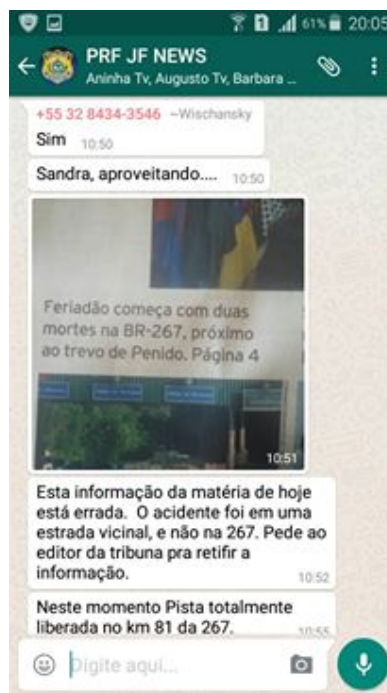 61% 20:05
PRF JF NEWS
Aninha Tv, Augusto Tv, Barbara ...
+55 32 8434-3546 ~Wischansky
Sim 10:50
Sandra, aproveitando.... 10:50
Feriadão começa com duas
mortes na BR-267, próximo
ao trevo de Penido. Página 4
10:51
Esta informação da matéria de hoje
está errada. O acidente foi em uma
estrada vicinal, e não na 267. Pede ao
editor da tribuna pra retifir a
informação. 10:52
Neste momento Pista totalmente
liberada no km 81 da 267. 10:55
Digite aqui...